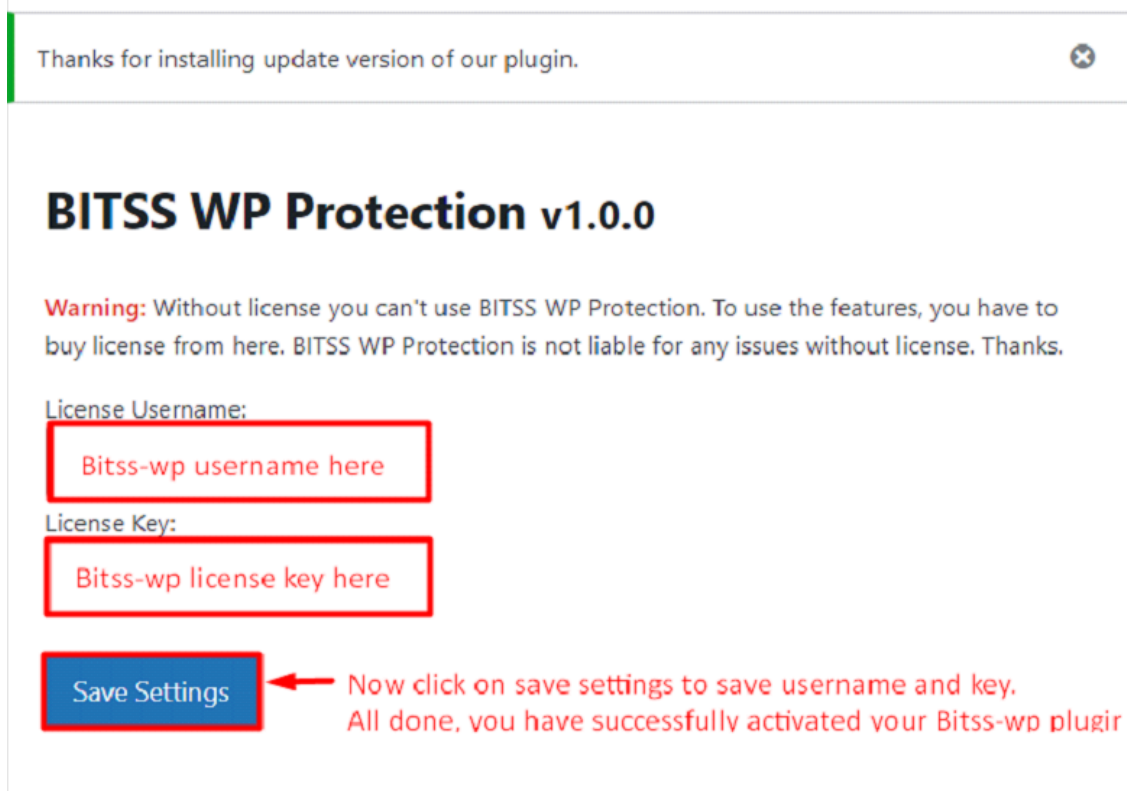 Thanks for installing update version of our plugin.
BITSS WP Protection v1.0.0
Warning: Without license you can't use BITSS WP Protection. To use the features, you have to
buy license from here. BITSS WP Protection is not liable for any issues without license. Thanks.
License Username:
Bitss-wp username here
License Key:
Bitss-wp license key here
Save Settings
Now click on save settings to save username and key.
All done, you have successfully activated your Bitss-wp